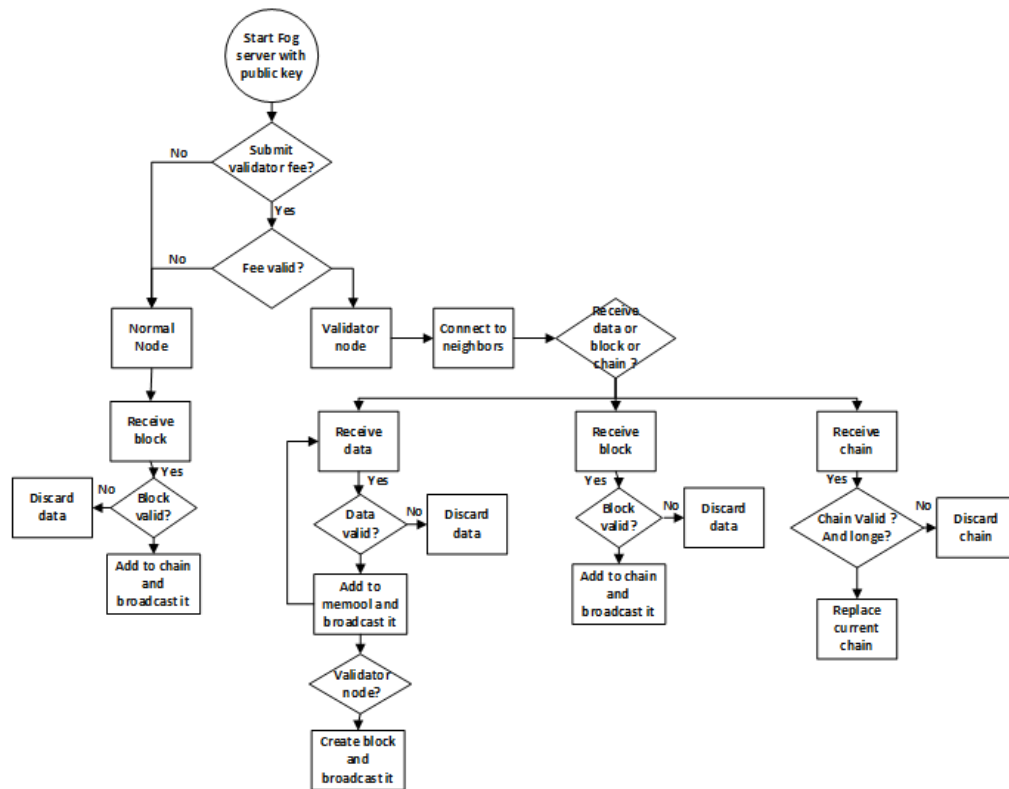 Start Fog
server with
public key
No
Submit
validator fee?
Yes
No
Fee valid?
Normal
Node
Validator
node
Connect to
neighbors
Receive
data or
block or
chain ?
Receive
block
Receive
data
Receive
block
Receive
chain
Yes
No
Block
valid?
Discard
data
Yes
Data
valid?
No
Discard
data
Yes
Block
valid?
No
Discard
data
Yes
Chain Valid ?
And longe?
No
Discard
chain
Add to chain
and
broadcast it
Add to
memool and
broadcast it
Add to chain
and
broadcast it
Replace
current
chain
Validator
node?
Create block
and
broadcast it